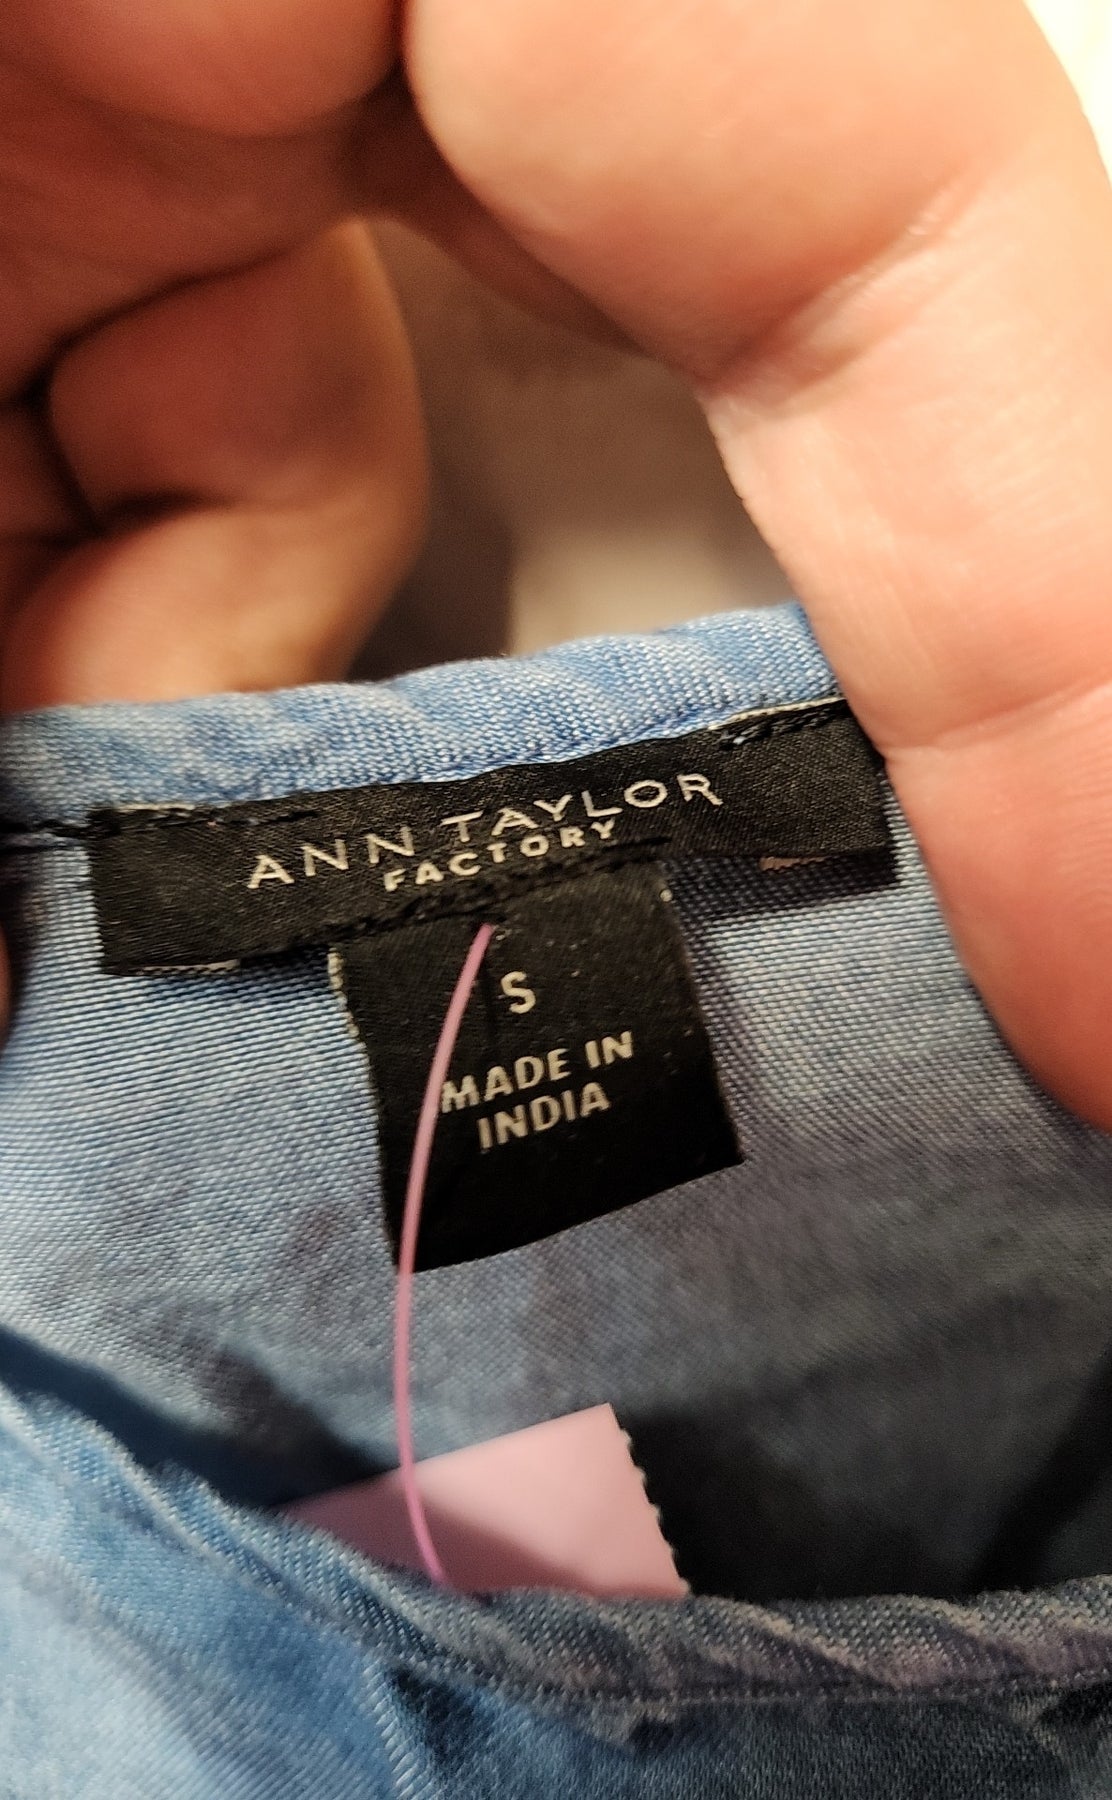 ANN TAYLOR
FACTORY
S
MADE IN
INDIA